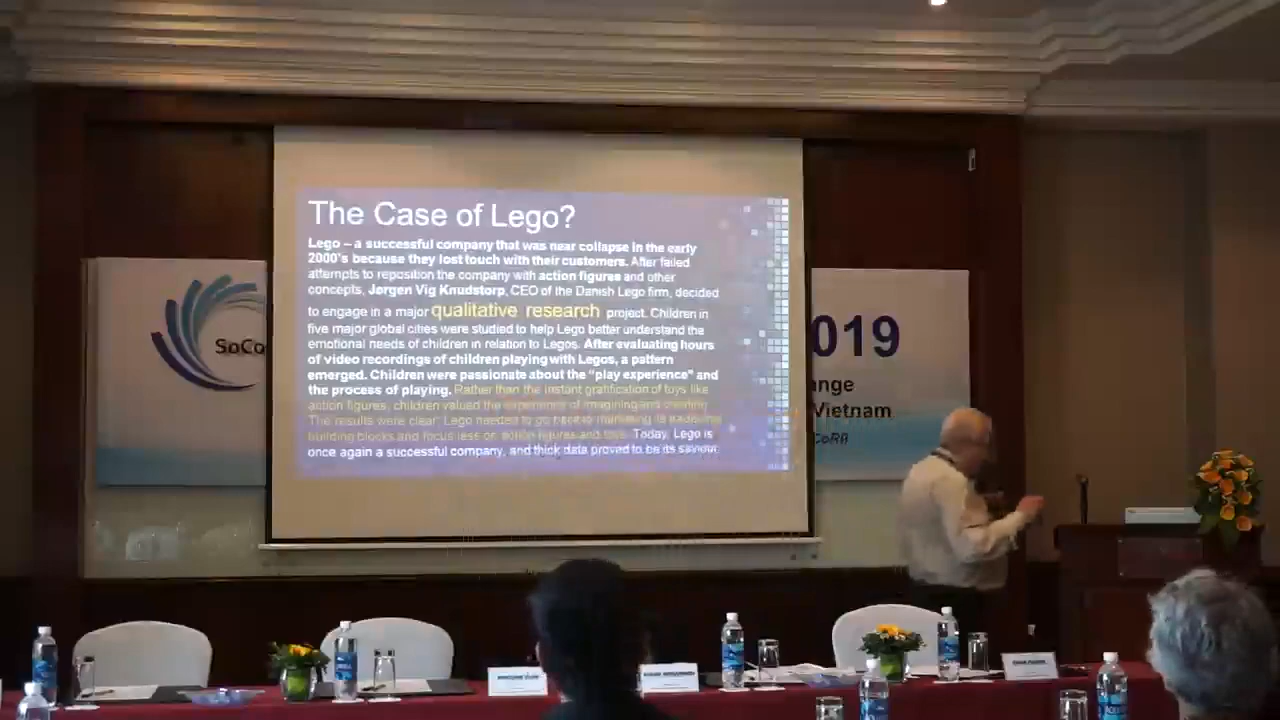 The Case of Lego?
Lego – a successful company that was near collapse in the early
2000's because they lost touch with their customers. After failed
attempts to reposition the company with action figures and other
concepts, Jørgen Vig Knudstorp, CEO of the Danish Lego firm, decided
to engage in a major qualitative research project. Children in
five major global cities were studied to help Lego better understand the
emotional needs of children in relation to Legos. After evaluating hours
of video recordings of children playing with Legos, a pattern
emerged. Children were passionate about the "play experience" and
the process of playing. Rather than the instant gratification of toys like
action figures, children valued the experience of imagining and creating.
The results were clear; Lego needed to go back to marketing its traditional
building blocks and focus less on action figures and toys. Today, Lego is
once again a successful company, and thick data proved to be its saviour.
SoCo
019
ange
Vietnam
CoRR